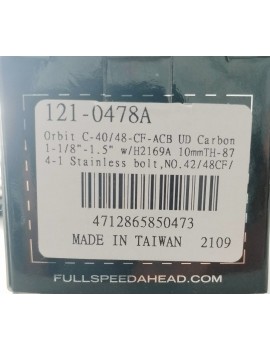 121-0478A
Orbit C-40/48-CF-ACB UD Carbon
1-1/8"-1.5" w/H2169A 10mmTH-87
4-1 Stainless bolt,NO.42/48CF/
4712865850473
MADE IN TAIWAN 2109
FULLSPEEDAHEAD.COM